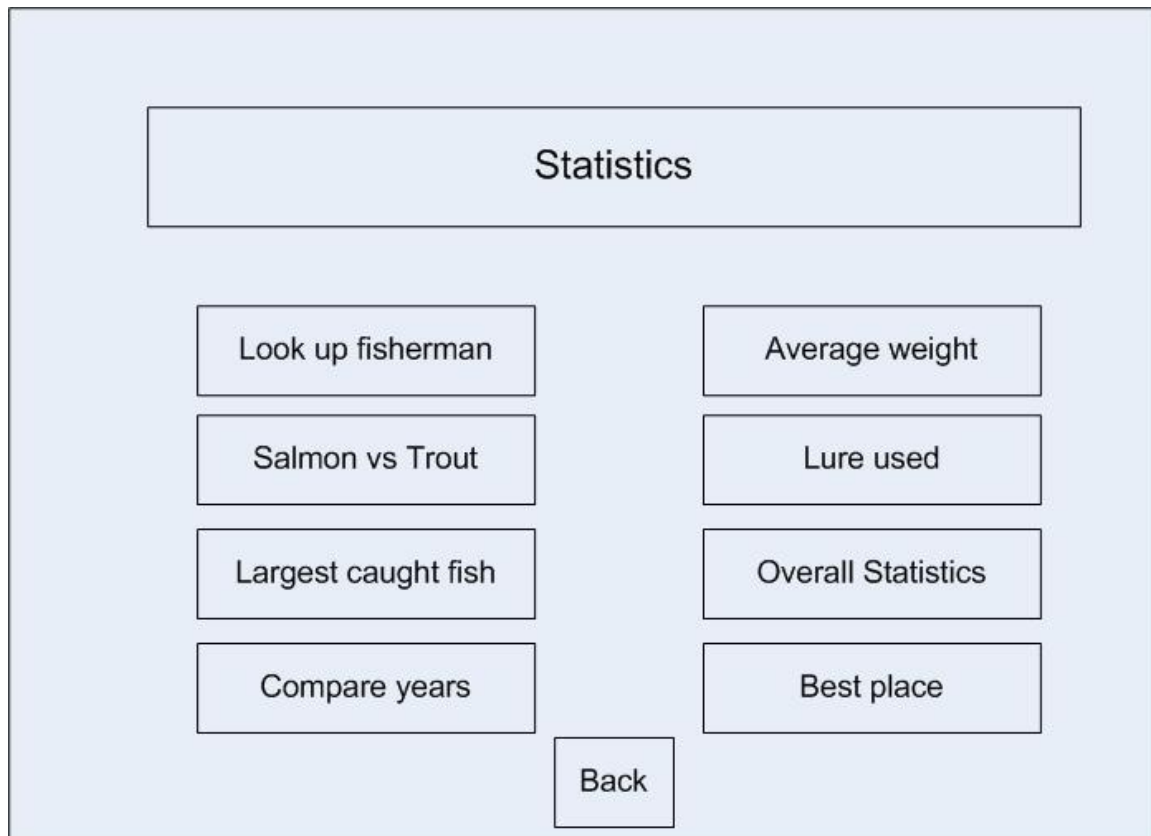 Statistics
Look up fisherman
Average weight
Salmon vs Trout
Lure used
Largest caught fish
Overall Statistics
Compare years
Best place
Back